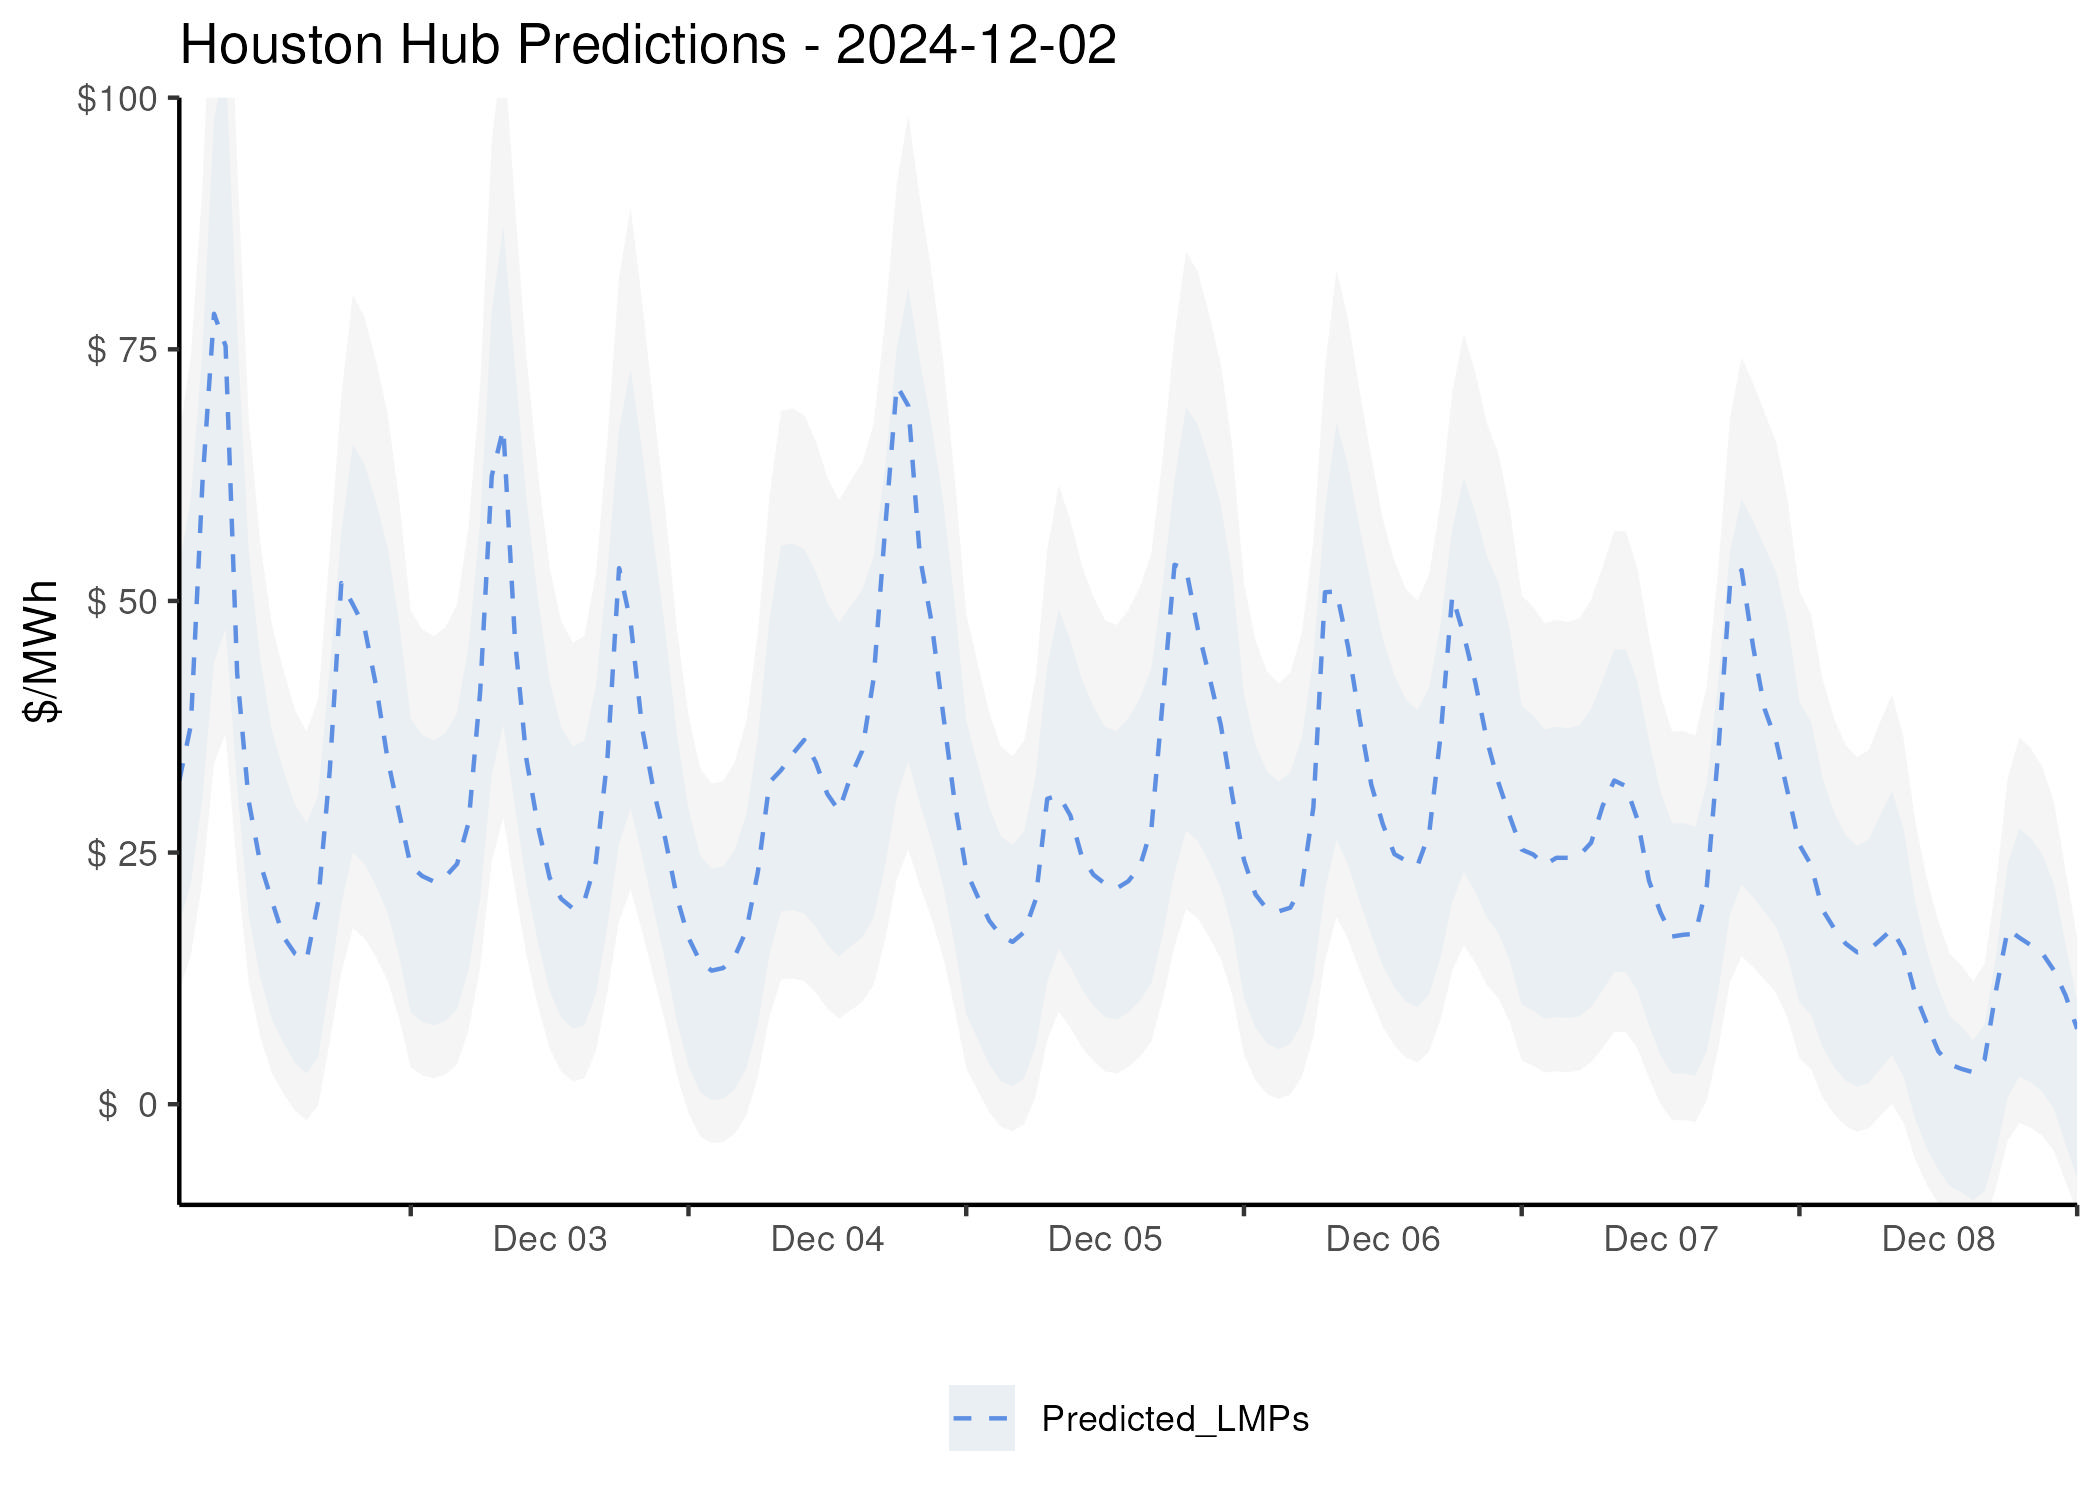 Houston Hub Predictions - 2024-12-02
$100
$ 75
$ 50
$ 25
$ 0
$/MWh
Dec 03 Dec 04 Dec 05 Dec 06 Dec 07 Dec 08
Predicted_LMPs